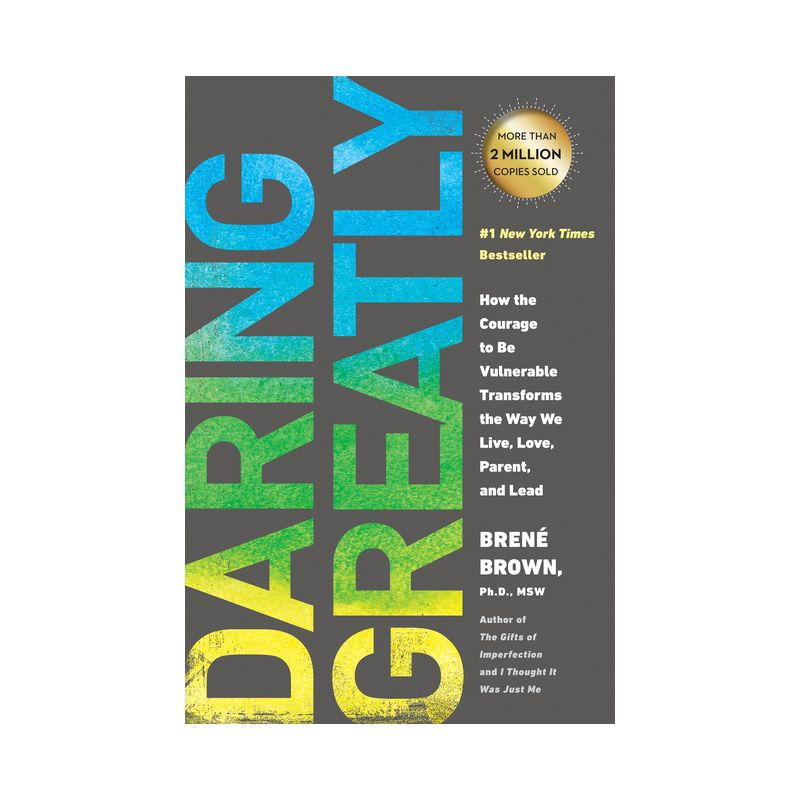 DARING
GREATLY
MORE THAN
2 MILLION
COPIES SOLD
#1 New York Times
Bestseller
How the
Courage
to Be
Vulnerable
Transforms
the Way We
Live, Love,
Parent,
and Lead
BRENÉ
BROWN,
Ph.D., MSW
Author of
The Gifts of
Imperfection
and I Thought It
Was Just Me